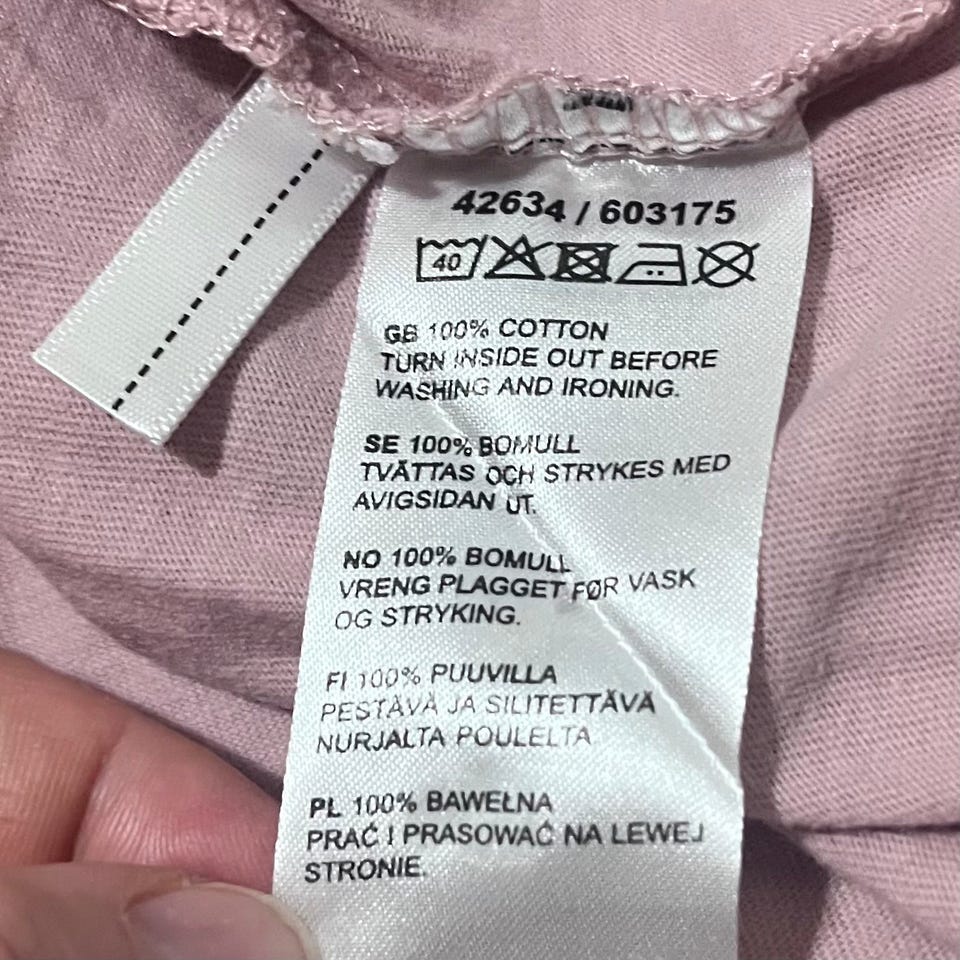 42634 / 603175
40
GB 100% COTTON
TURN INSIDE OUT BEFORE
WASHING AND IRONING.
SE 100% BOMULL
TVÄTTAS OCH STRYKES MED
AVIGSIDAN UT.
NO 100% BOMULL
VRENG PLAGGET FØR VASK
OG STRYKING.
FI 100% PUUVILLA
PESTÄVÄ JA SILITETTÄVÄ
NURJALTA POULELTA
PL 100% BAWEŁNA
PRAĆ I PRASOWAĆ NA LEWEJ
STRONIE.